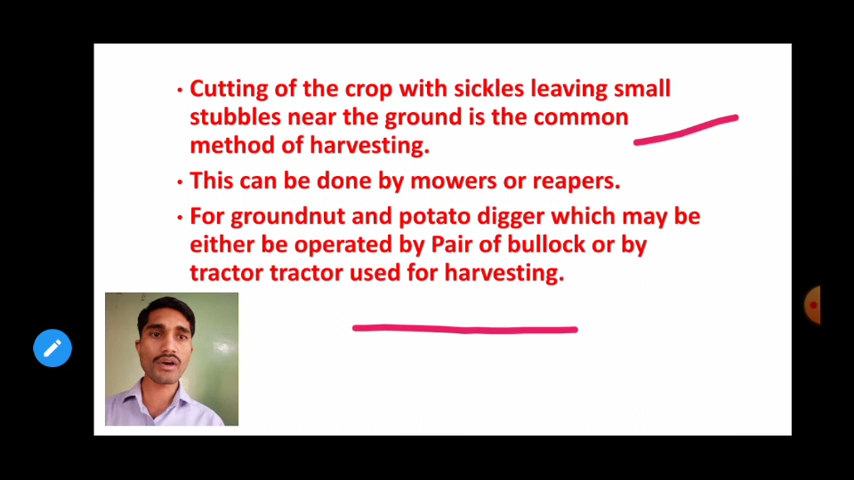 • Cutting of the crop with sickles leaving small
stubbles near the ground is the common
method of harvesting.
• This can be done by mowers or reapers.
• For groundnut and potato digger which may be
either be operated by Pair of bullock or by
tractor tractor used for harvesting.